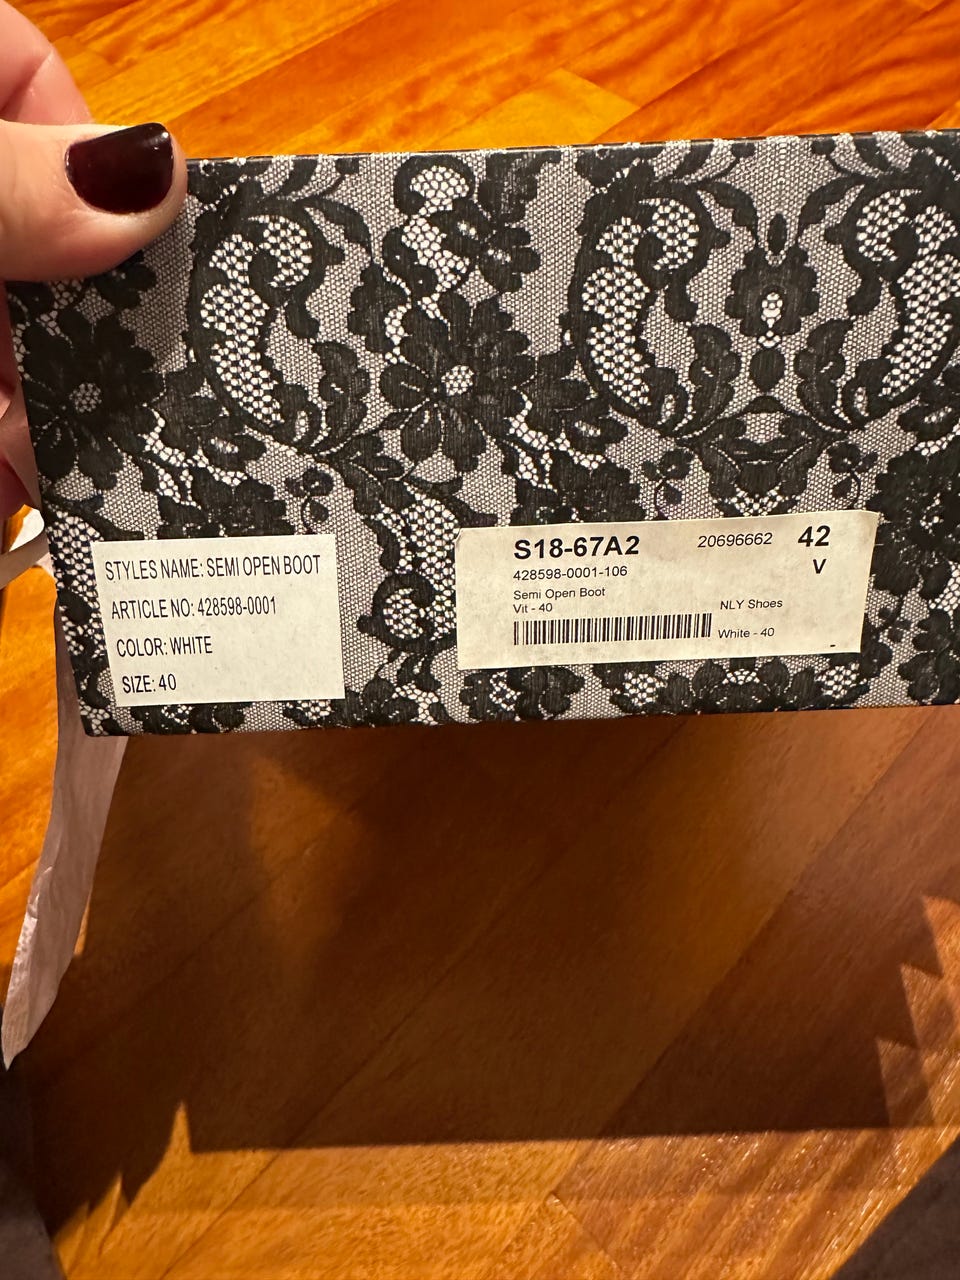 STYLES NAME: SEMI OPEN BOOT
ARTICLE NO: 428598-0001
COLOR: WHITE
SIZE: 40
S18-67A2 20696662 42
V
428598-0001-106
Semi Open Boot
Vit - 40 NLY Shoes
White - 40
-